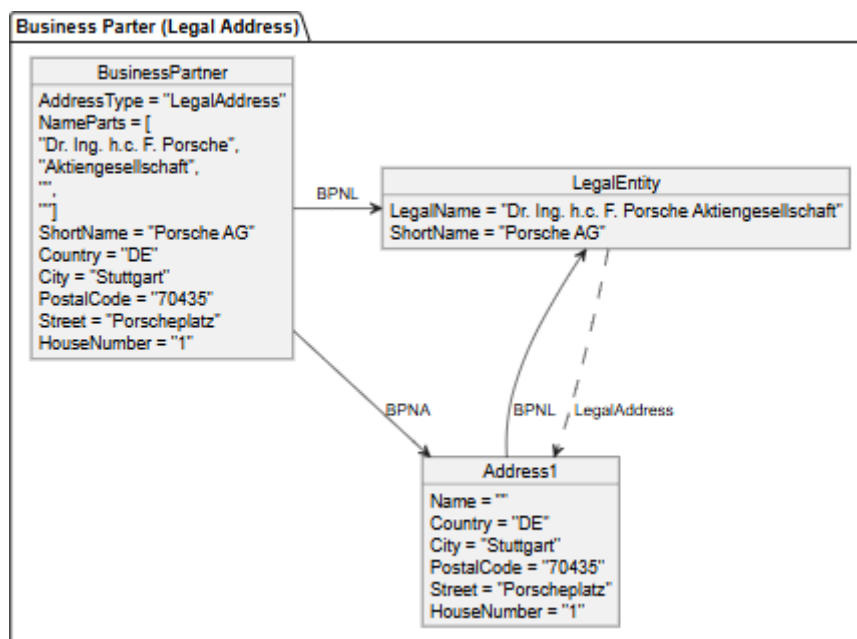 Business Parter (Legal Address)
BusinessPartner
AddressType = "LegalAddress"
NameParts = [
"Dr. Ing. h.c. F. Porsche",
"Aktiengesellschaft",
"",
""]
ShortName = "Porsche AG"
Country = "DE"
City = "Stuttgart"
PostalCode = "70435"
Street = "Porscheplatz"
HouseNumber = "1"
BPNL
LegalEntity
LegalName = "Dr. Ing. h.c. F. Porsche Aktiengesellschaft"
ShortName = "Porsche AG"
BPNA
BPNL
LegalAddress
Address1
Name = ""
Country = "DE"
City = "Stuttgart"
PostalCode = "70435"
Street = "Porscheplatz"
HouseNumber = "1"